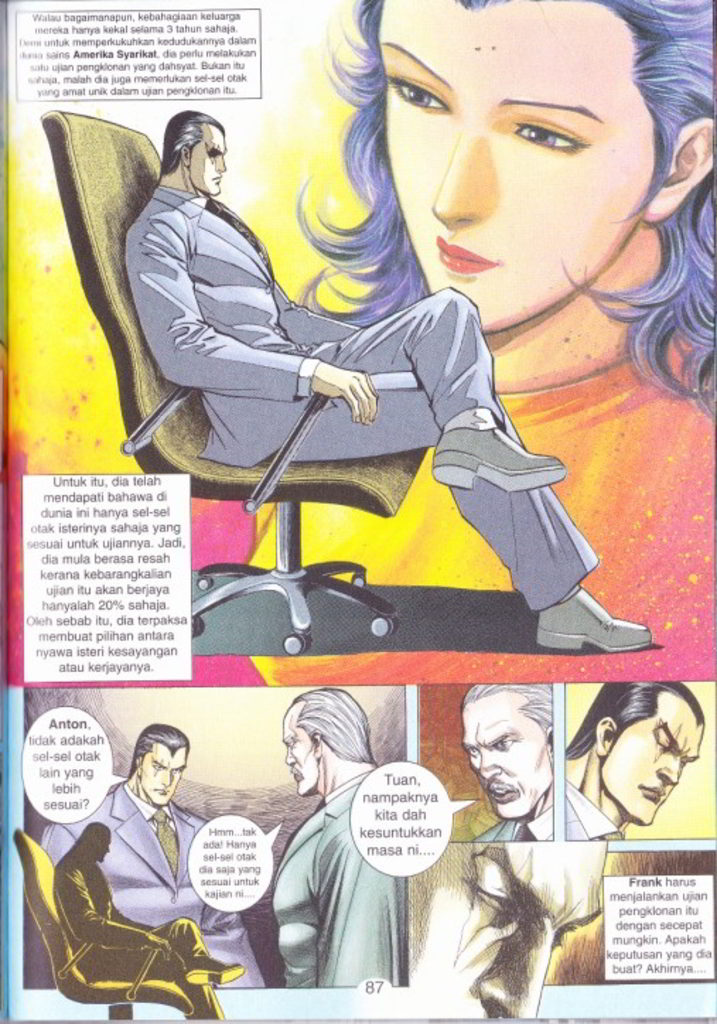 Walau bagaimanapun, kebahagiaan keluarga
mereka hanya kekal selama 3 tahun sahaja.
Demi untuk memperkukuhkan kedudukannya dalam
dunia sains Amerika Syarikat, dia perlu melakukan
satu ujian pengklonan yang dahsyat. Bukan itu
sahaja, malah dia juga memerlukan sel-sel otak
yang amat unik dalam ujian pengklonan itu.
Untuk itu, dia telah
mendapati bahawa di
dunia ini hanya sel-sel
otak isterinya sahaja yang
sesuai untuk ujiannya. Jadi,
dia mula berasa resah
kerana kebarangkalian
ujian itu akan berjaya
hanyalah 20% sahaja.
Oleh sebab itu, dia terpaksa
membuat pilihan antara
nyawa isteri kesayangan
atau kerjayanya.
Anton,
tidak adakah
sel-sel otak
lain yang
lebih
sesuai?
Hmm...tak
ada! Hanya
sel-sel otak
dia saja yang
sesuai untuk
kajian ni....
Tuan,
nampaknya
kita dah
kesuntukkan
masa ni....
Frank harus
menjalankan ujian
pengklonan itu
dengan secepat
mungkin. Apakah
keputusan yang dia
buat? Akhirnya....
87